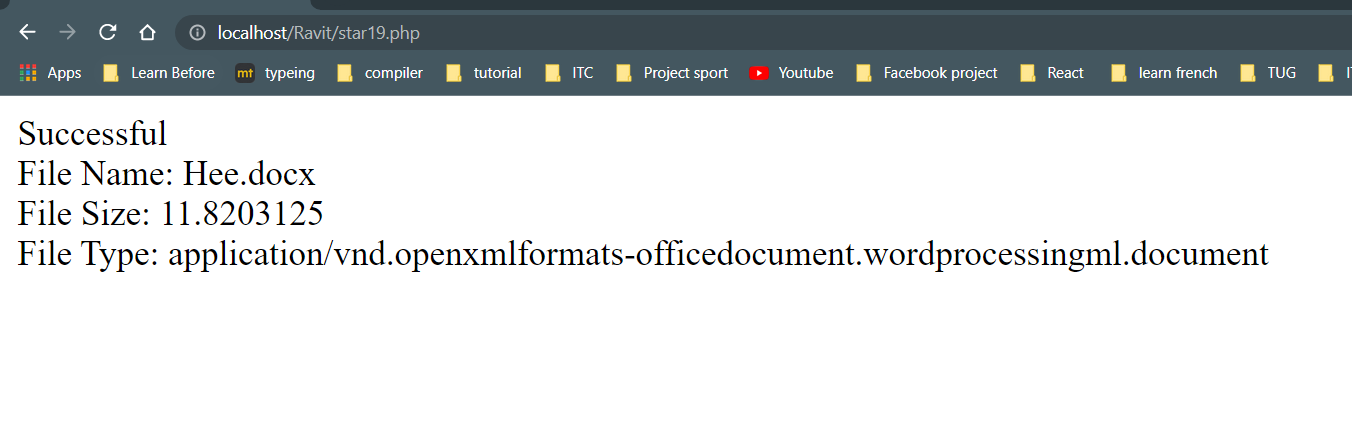 localhost/Ravit/star19.php
Apps Learn Before mt typeing compiler tutorial ITC Project sport Youtube Facebook project React learn french TUG
Successful
File Name: Hee.docx
File Size: 11.8203125
File Type: application/vnd.openxmlformats-officedocument.wordprocessingml.document